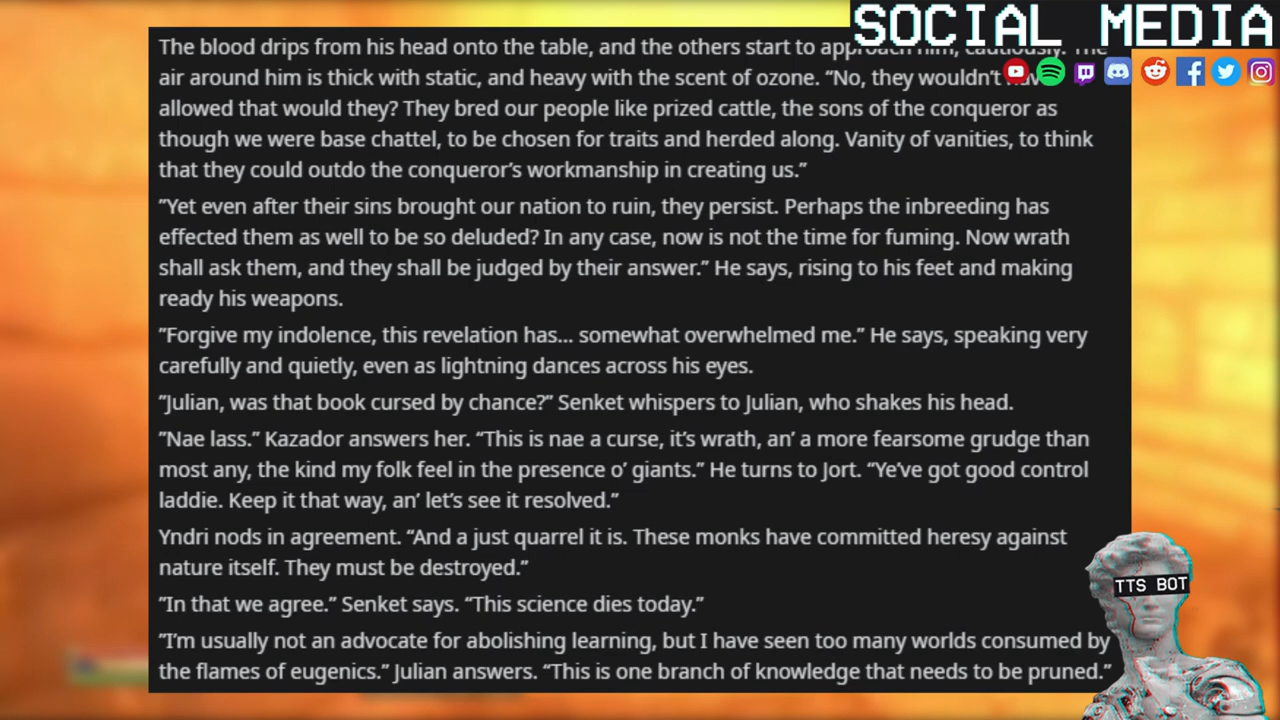 SOCIAL MEDIA
The blood drips from his head onto the table, and the others start to approach him, cautiously. The
air around him is thick with static, and heavy with the scent of ozone. “No, they wouldn’t have
allowed that would they? They bred our people like prized cattle, the sons of the conqueror as
though we were base chattel, to be chosen for traits and herded along. Vanity of vanities, to think
that they could outdo the conqueror’s workmanship in creating us.”
”Yet even after their sins brought our nation to ruin, they persist. Perhaps the inbreeding has
effected them as well to be so deluded? In any case, now is not the time for fuming. Now wrath
shall ask them, and they shall be judged by their answer.” He says, rising to his feet and making
ready his weapons.
”Forgive my indolence, this revelation has... somewhat overwhelmed me.” He says, speaking very
carefully and quietly, even as lightning dances across his eyes.
”Julian, was that book cursed by chance?” Senket whispers to Julian, who shakes his head.
”Nae lass.” Kazador answers her. “This is nae a curse, it’s wrath, an’ a more fearsome grudge than
most any, the kind my folk feel in the presence o’ giants.” He turns to Jort. “Ye’ve got good control
laddie. Keep it that way, an’ let’s see it resolved.”
Yndri nods in agreement. “And a just quarrel it is. These monks have committed heresy against
nature itself. They must be destroyed.”
”In that we agree.” Senket says. “This science dies today.”
”I’m usually not an advocate for abolishing learning, but I have seen too many worlds consumed by
the flames of eugenics.” Julian answers. “This is one branch of knowledge that needs to be pruned.”
TTS BOT